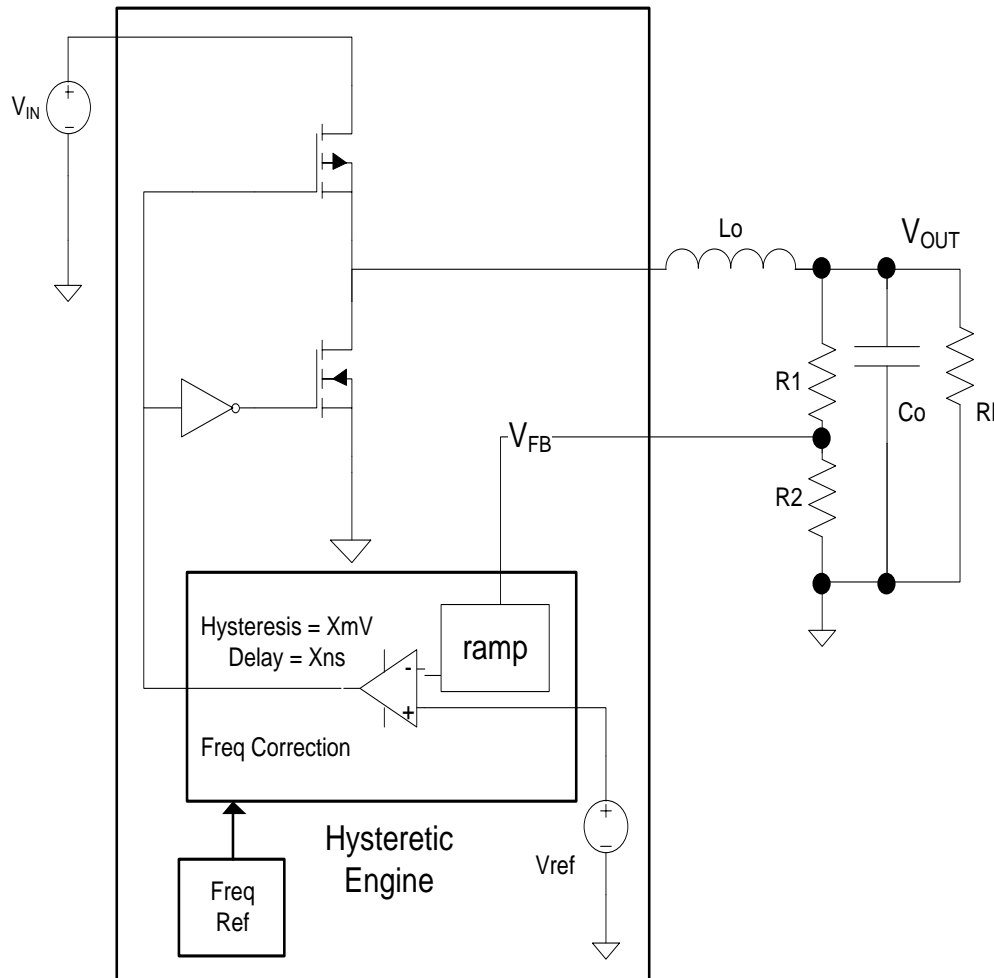 +
VIN
-
Lo
VOUT
R1
Co
VFB
R2
Hysteresis = XmV
Delay = Xns
ramp
-
+
Freq Correction
Hysteretic
Engine
+
-
Vref
Freq
Ref